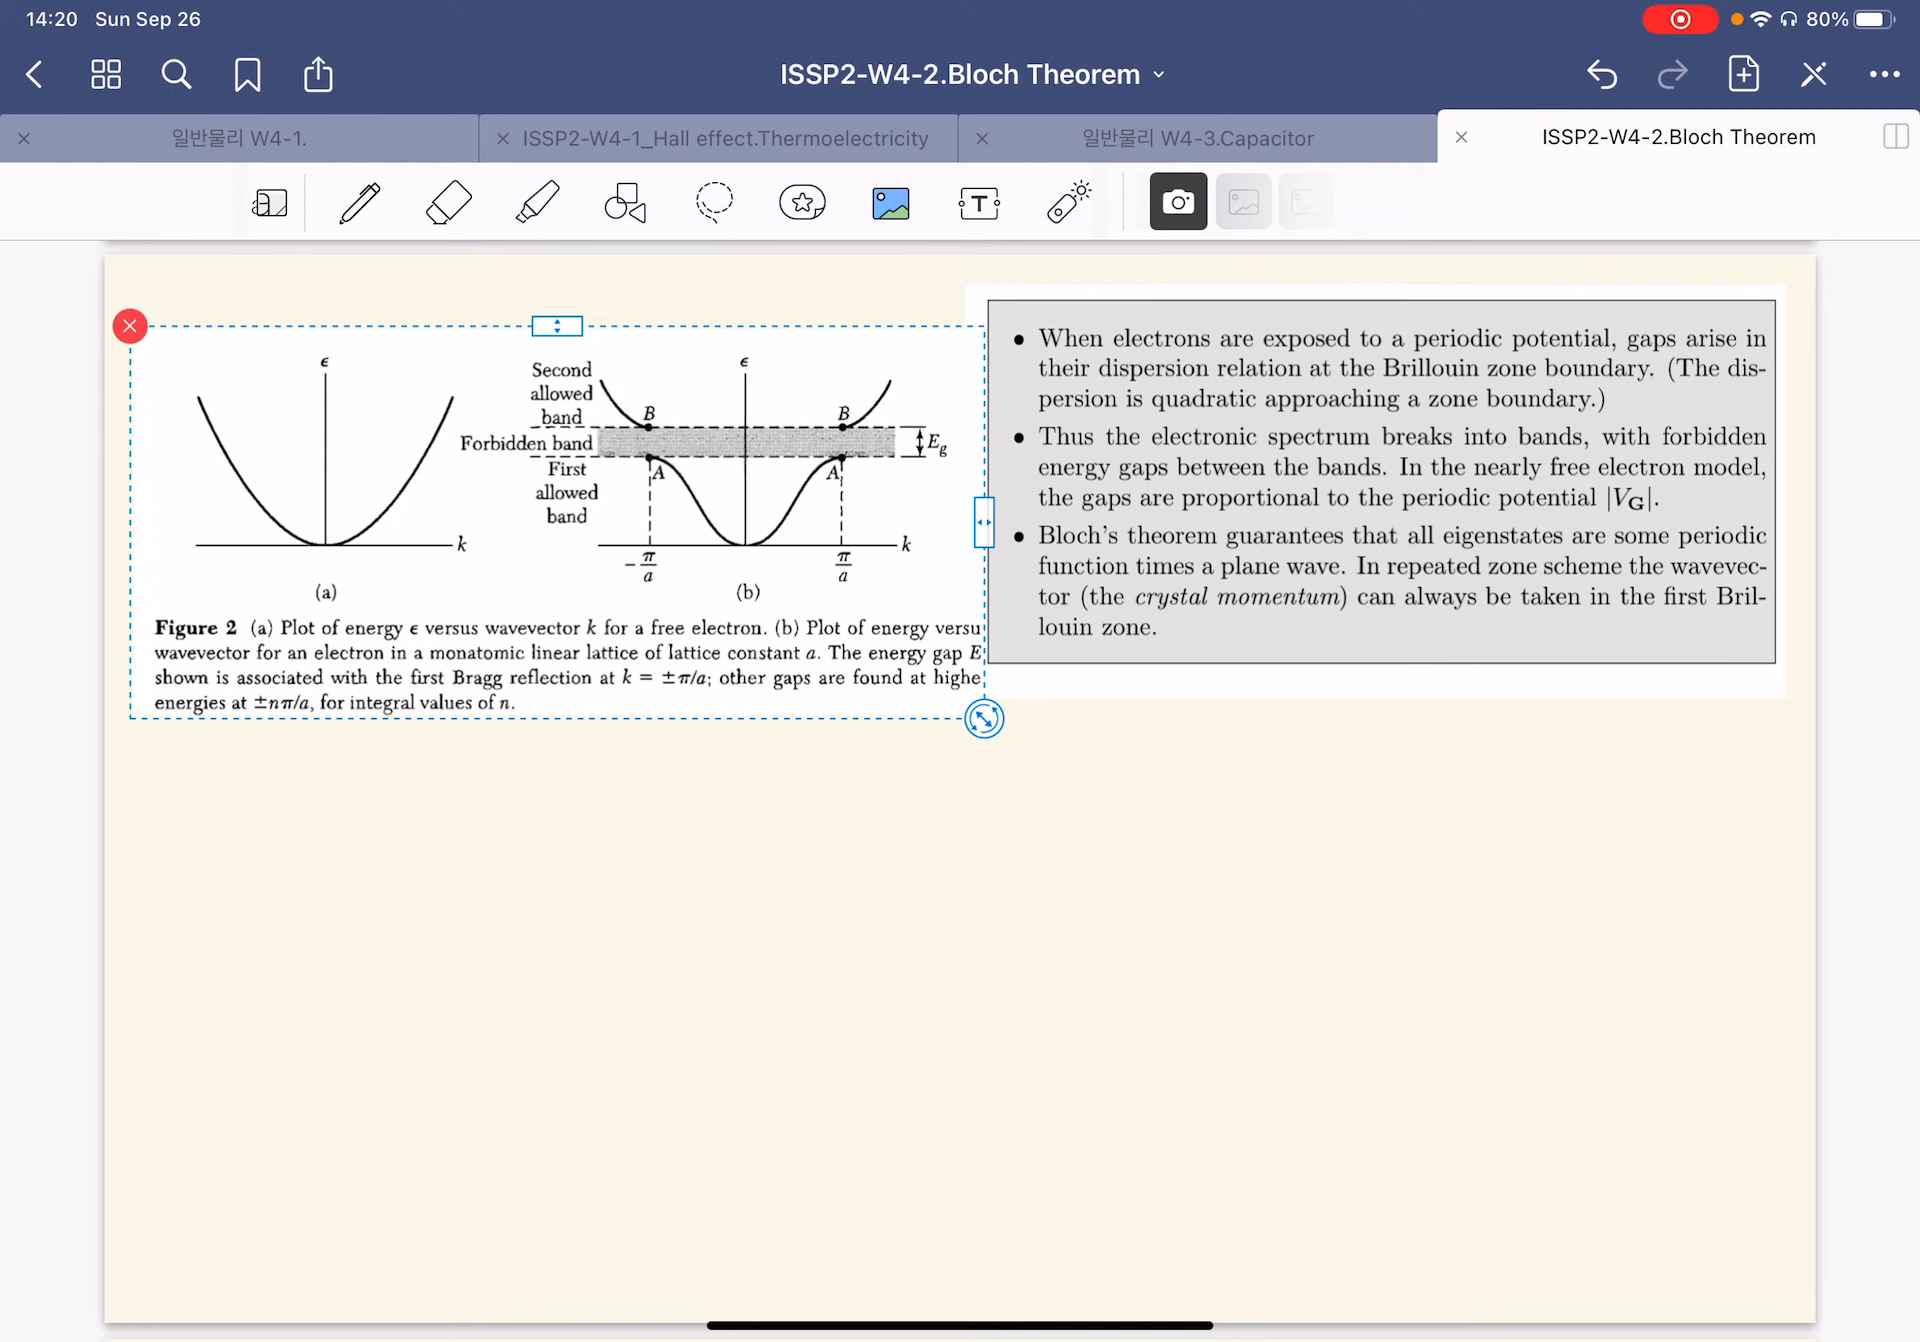 14:20 Sun Sep 26
80%
ISSP2-W4-2.Bloch Theorem
일반물리 W4-1.
ISSP2-W4-1_Hall effect.Thermoelectricity
일반물리 W4-3.Capacitor
ISSP2-W4-2.Bloch Theorem
a
T
ϵ
k
(a)
Second
allowed
band
Forbidden band
First
allowed
band
ϵ
B
B
A
A
E_g
k
-π/a
π/a
(b)
Figure 2 (a) Plot of energy ϵ versus wavevector k for a free electron. (b) Plot of energy versu
wavevector for an electron in a monatomic linear lattice of lattice constant a. The energy gap E
shown is associated with the first Bragg reflection at k = ±π/a; other gaps are found at highe
energies at ±nπ/a, for integral values of n.
• When electrons are exposed to a periodic potential, gaps arise in
their dispersion relation at the Brillouin zone boundary. (The dis-
persion is quadratic approaching a zone boundary.)
• Thus the electronic spectrum breaks into bands, with forbidden
energy gaps between the bands. In the nearly free electron model,
the gaps are proportional to the periodic potential |V_G|.
• Bloch's theorem guarantees that all eigenstates are some periodic
function times a plane wave. In repeated zone scheme the wavevec-
tor (the crystal momentum) can always be taken in the first Bril-
louin zone.